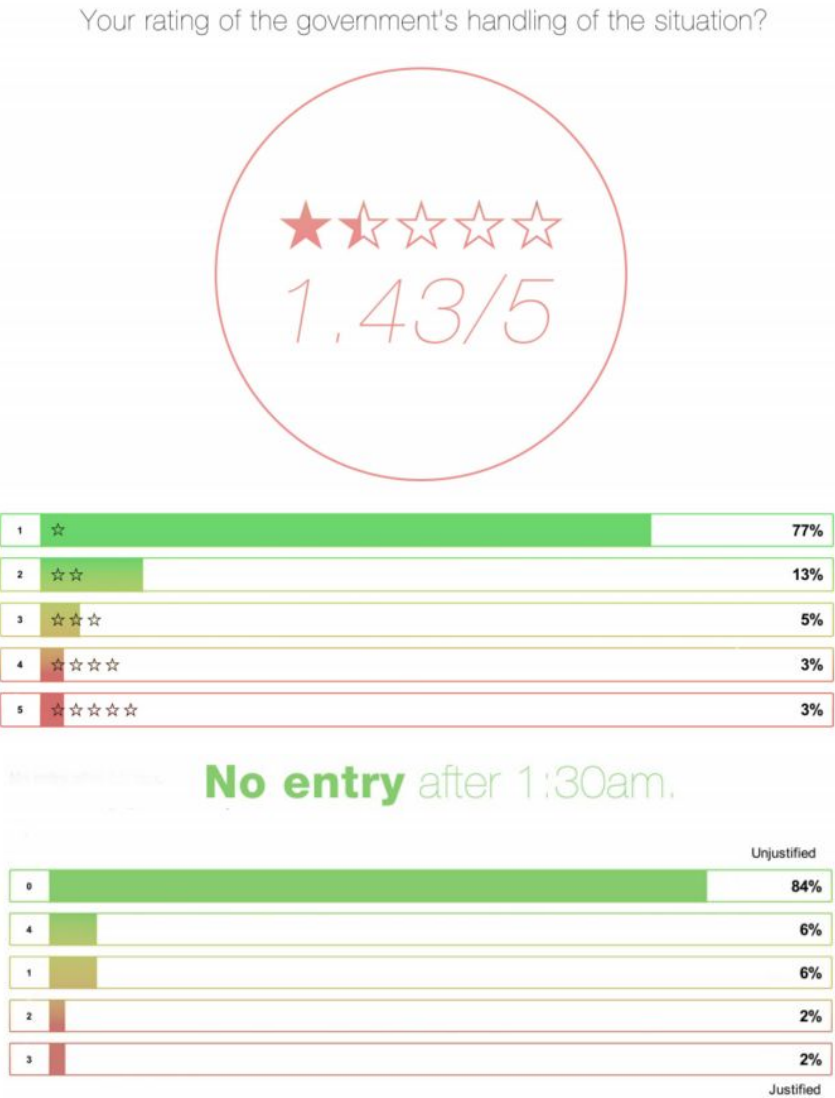 Your rating of the government's handling of the situation?
1.43/5
1 77%
2 13%
3 5%
4 3%
5 3%
No entry after 1:30am.
Unjustified
0 84%
4 6%
1 6%
2 2%
3 2%
Justified